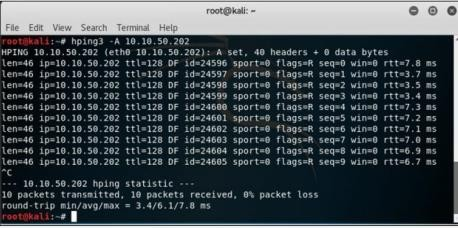 root@kali: ~
File Edit View Search Terminal Help
root@kali:~# hping3 -A 10.10.50.202
HPING 10.10.50.202 (eth0 10.10.50.202): A set, 40 headers + 0 data bytes
len=46 ip=10.10.50.202 ttl=128 DF id=24596 sport=0 flags=R seq=0 win=0 rtt=7.8 ms
len=46 ip=10.10.50.202 ttl=128 DF id=24597 sport=0 flags=R seq=1 win=0 rtt=3.7 ms
len=46 ip=10.10.50.202 ttl=128 DF id=24598 sport=0 flags=R seq=2 win=0 rtt=3.5 ms
len=46 ip=10.10.50.202 ttl=128 DF id=24599 sport=0 flags=R seq=3 win=0 rtt=3.4 ms
len=46 ip=10.10.50.202 ttl=128 DF id=24600 sport=0 flags=R seq=4 win=0 rtt=7.3 ms
len=46 ip=10.10.50.202 ttl=128 DF id=24601 sport=0 flags=R seq=5 win=0 rtt=7.2 ms
len=46 ip=10.10.50.202 ttl=128 DF id=24602 sport=0 flags=R seq=6 win=0 rtt=7.1 ms
len=46 ip=10.10.50.202 ttl=128 DF id=24603 sport=0 flags=R seq=7 win=0 rtt=7.0 ms
len=46 ip=10.10.50.202 ttl=128 DF id=24604 sport=0 flags=R seq=8 win=0 rtt=6.9 ms
len=46 ip=10.10.50.202 ttl=128 DF id=24605 sport=0 flags=R seq=9 win=0 rtt=6.7 ms
^C
--- 10.10.50.202 hping statistic ---
10 packets transmitted, 10 packets received, 0% packet loss
round-trip min/avg/max = 3.4/6.1/7.8 ms
root@kali:~#